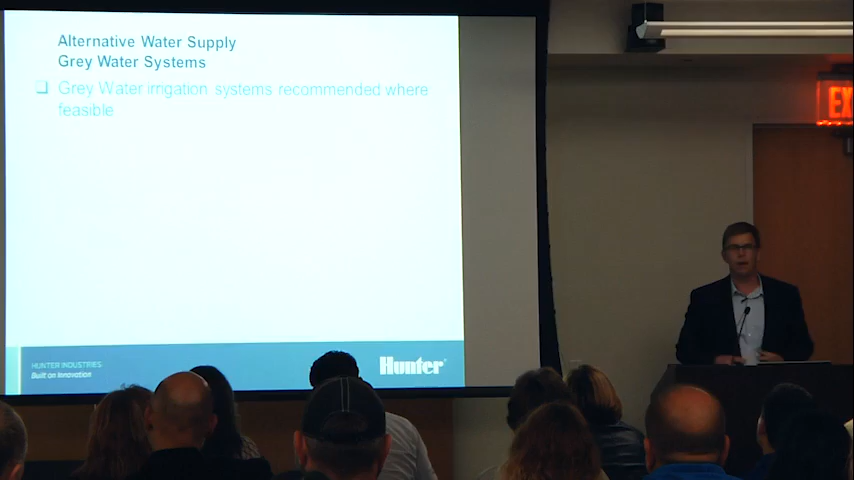 Alternative Water Supply
Grey Water Systems
❑ Grey Water irrigation systems recommended where
feasible
HUNTER INDUSTRIES
Built on Innovation
Hunter®
EX